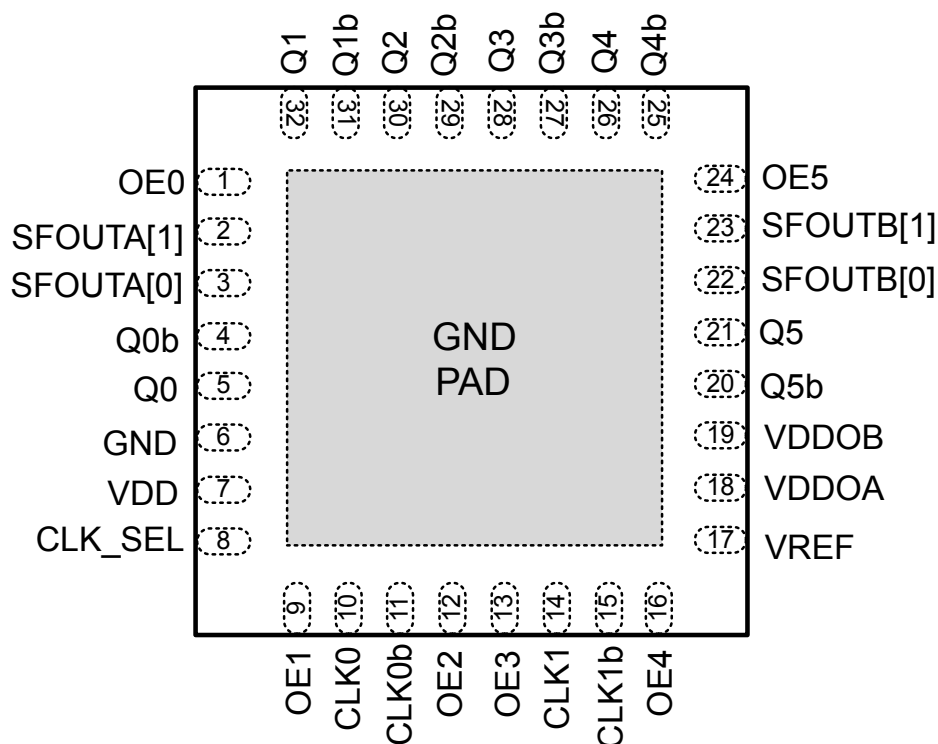 Q1
Q1b
Q2
Q2b
Q3
Q3b
Q4
Q4b
32
31
30
29
28
27
26
25
OE0
1
SFOUTA[1]
2
SFOUTA[0]
3
Q0b
4
Q0
5
GND
6
VDD
7
CLK_SEL
8
GND
PAD
24
OE5
23
SFOUTB[1]
22
SFOUTB[0]
21
Q5
20
Q5b
19
VDDOB
18
VDDOA
17
VREF
9
10
11
12
13
14
15
16
OE1
CLK0
CLK0b
OE2
OE3
CLK1
CLK1b
OE4